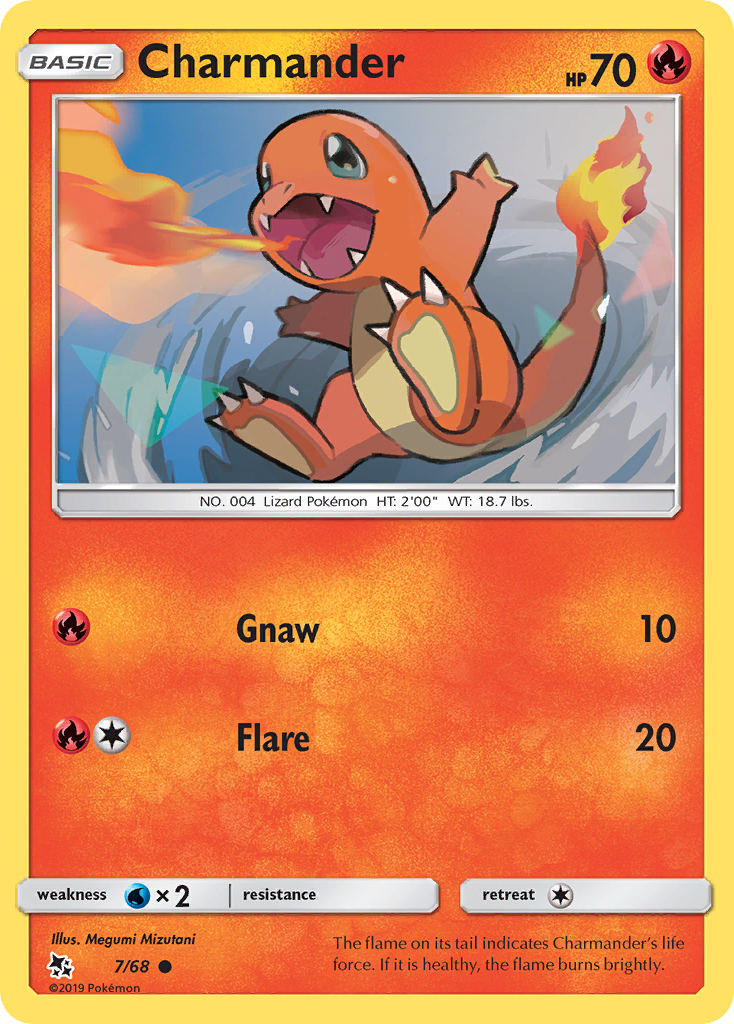 BASIC Charmander HP 70
NO. 004 Lizard Pokémon HT: 2'00" WT: 18.7 lbs.
Gnaw 10
Flare 20
weakness × 2 resistance retreat
Illus. Megumi Mizutani
The flame on its tail indicates Charmander's life
force. If it is healthy, the flame burns brightly.
7/68
©2019 Pokémon